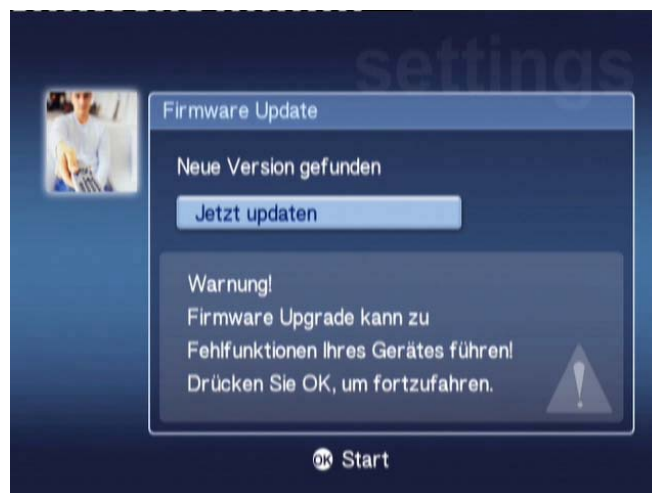 settings
Firmware Update
Neue Version gefunden
Jetzt updaten
Warnung!
Firmware Upgrade kann zu
Fehlfunktionen Ihres Gerätes führen!
Drücken Sie OK, um fortzufahren.
OK Start